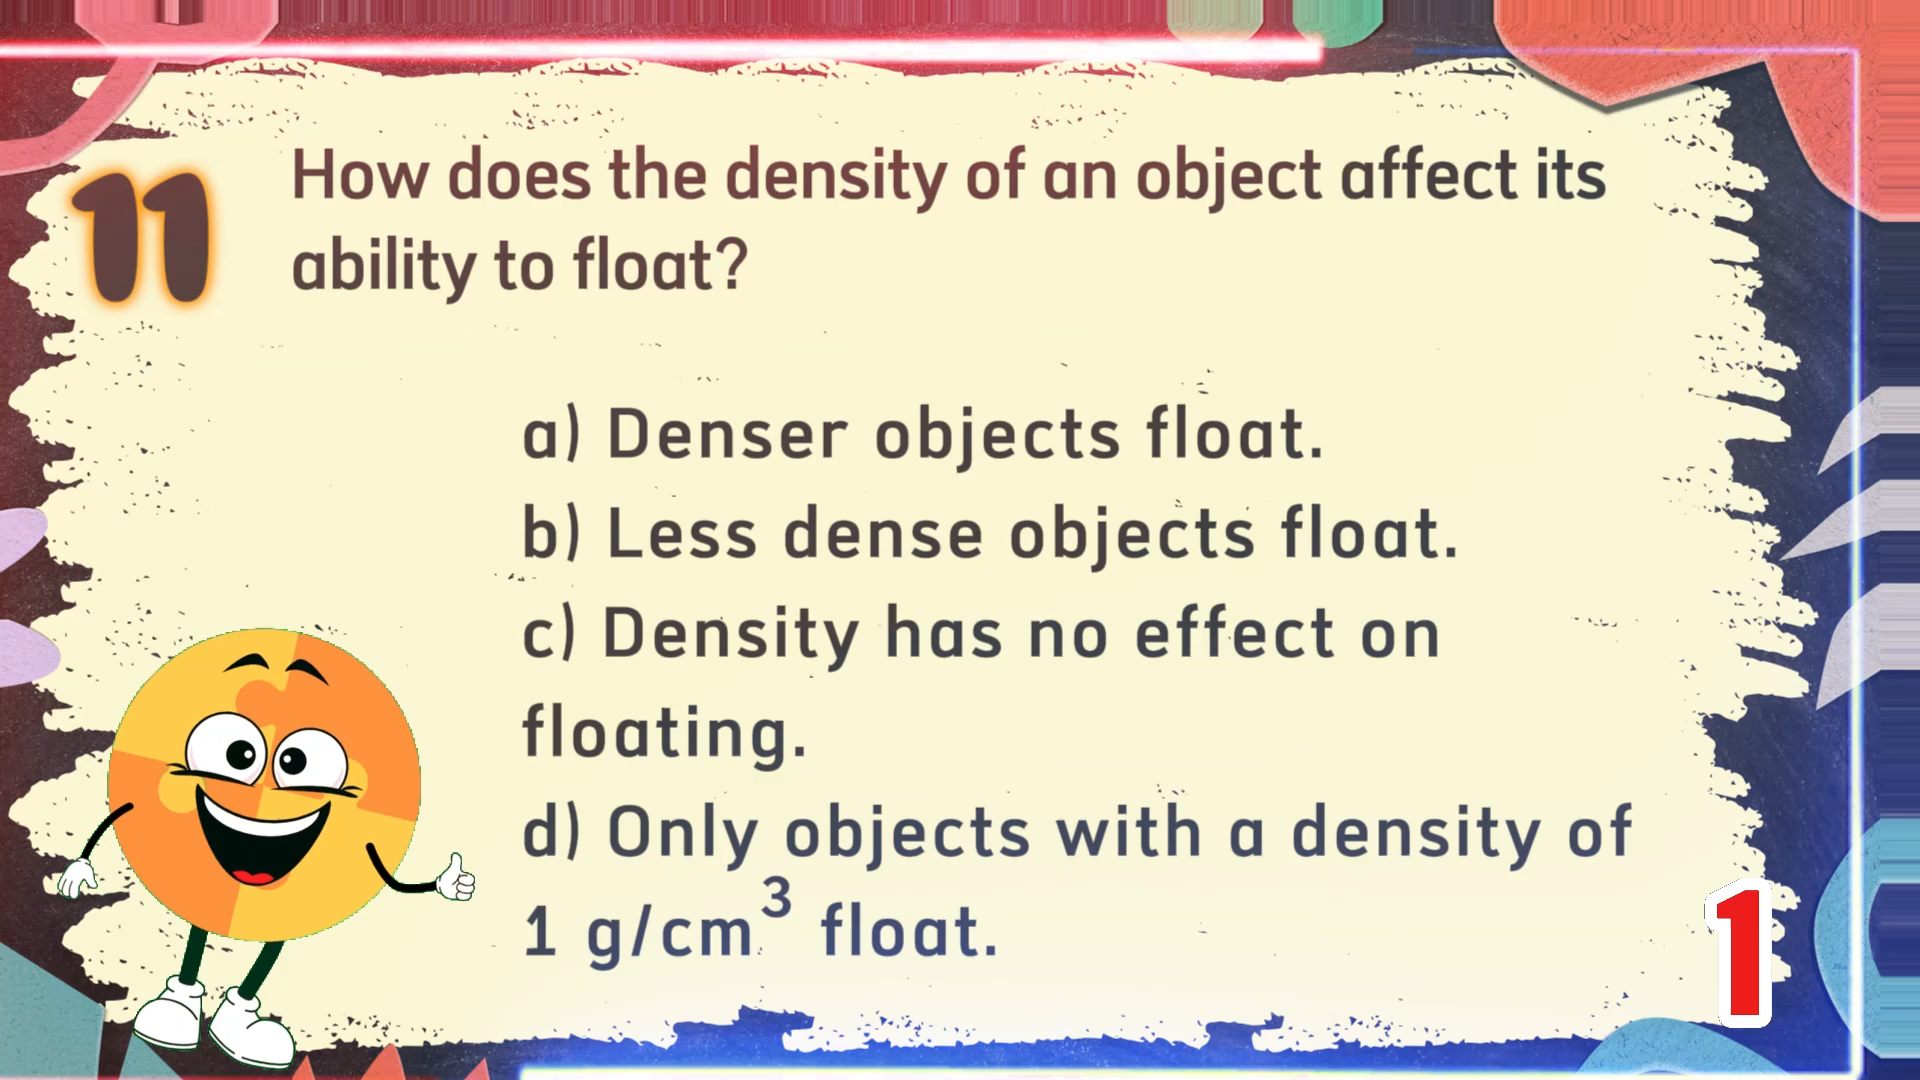 11
How does the density of an object affect its
ability to float?
a) Denser objects float.
b) Less dense objects float.
c) Density has no effect on
floating.
d) Only objects with a density of
1 g/cm³ float.
1